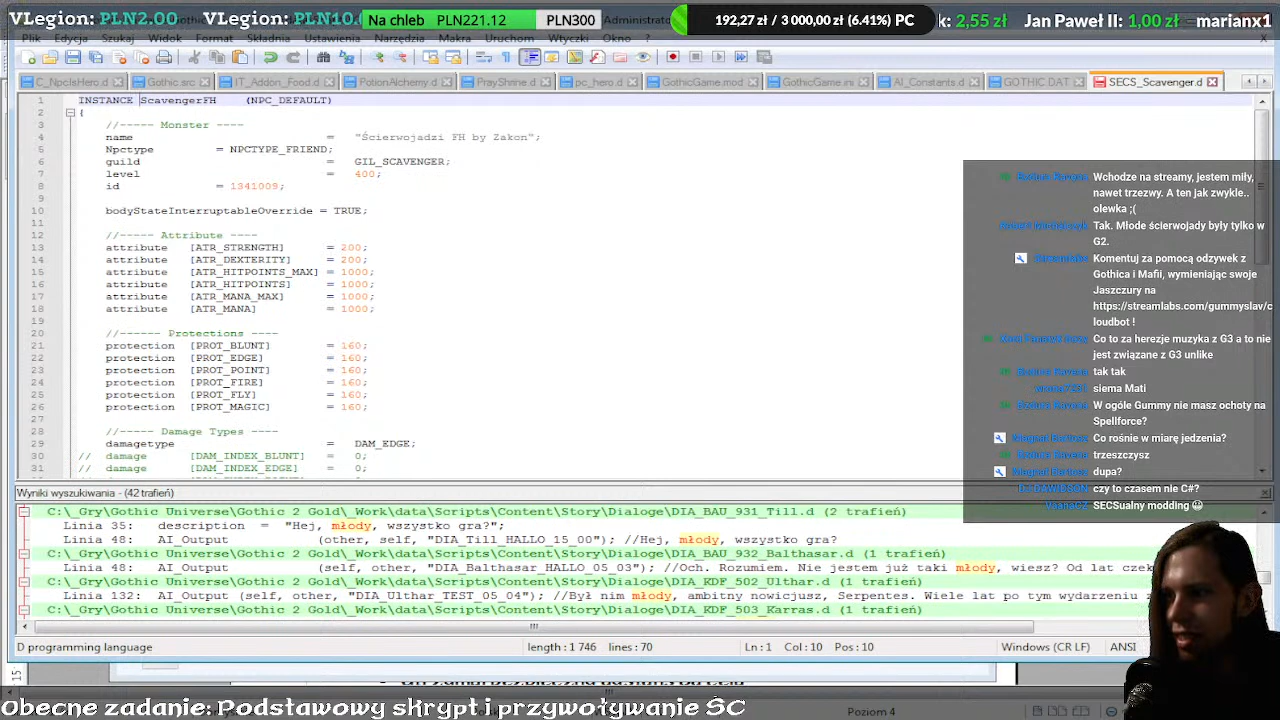 VLegion: PLN2.00 VLegion: PLN10.
Na chleb PLN221.12 PLN300
192,27 zł / 3 000,00 zł (6.41%) PC
k: 2,55 zł Jan Paweł II: 1,00 zł marianx1
Administrato
Plik Edycja Szukaj Widok Format Składnia Ustawienia Narzędzia Makra Uruchom Wtyczki Okno ? X
C_NpcIsHero.d Gothic.src IT_Addon_Food.d PotionAlchemy.d PrayShrine.d pc_hero.d GothicGame.mod GothicGame.ini AI_Constants.d GOTHIC.DAT SECS_Scavenger.d
1 INSTANCE ScavengerFH (NPC_DEFAULT)
2 {
3 //----- Monster ----
4 name = "Ścierwojadzi FH by Zakon";
5 Npctype = NPCTYPE_FRIEND;
6 guild = GIL_SCAVENGER;
7 level = 400;
8 id = 1341009;
9
10 bodyStateInterruptableOverride = TRUE;
11
12 //----- Attribute ----
13 attribute [ATR_STRENGTH] = 200;
14 attribute [ATR_DEXTERITY] = 200;
15 attribute [ATR_HITPOINTS_MAX] = 1000;
16 attribute [ATR_HITPOINTS] = 1000;
17 attribute [ATR_MANA_MAX] = 1000;
18 attribute [ATR_MANA] = 1000;
19
20 //------ Protections ----
21 protection [PROT_BLUNT] = 160;
22 protection [PROT_EDGE] = 160;
23 protection [PROT_POINT] = 160;
24 protection [PROT_FIRE] = 160;
25 protection [PROT_FLY] = 160;
26 protection [PROT_MAGIC] = 160;
27
28 //----- Damage Types ----
29 damagetype = DAM_EDGE;
30 // damage [DAM_INDEX_BLUNT] = 0;
31 // damage [DAM_INDEX_EDGE] = 0;
Wchodze na streamy, jestem miły,
nawet trzezwy. A ten jak zwykle..
olewka ;(
Tak. Młode ścierwojady były tylko w
G2.
Komentuj za pomocą odzywek z
Gothica i Mafii, wymieniając swoje
Jaszczury na
https://streamlabs.com/gummyslav/c
loudbot !
Co to za herezje muzyka z G3 a to nie
jest związane z G3 unlike
tak tak
siema Mati
W ogóle Gummy nie masz ochoty na
Spellforce?
Co rośnie w miarę jedzenia?
trzeszczysz
dupa?
czy to czasem nie C#?
SECSualny modding 😀
Wyniki wyszukiwania - (42 trafień)
C:\_Gry\Gothic Universe\Gothic 2 Gold\_Work\data\Scripts\Content\Story\Dialoge\DIA_BAU_931_Till.d (2 trafień)
Linia 35: description = "Hej, młody, wszystko gra?";
Linia 48: AI_Output (other, self, "DIA_Till_HALLO_15_00"); //Hej, młody, wszystko gra?
C:\_Gry\Gothic Universe\Gothic 2 Gold\_Work\data\Scripts\Content\Story\Dialoge\DIA_BAU_932_Balthasar.d (1 trafień)
Linia 48: AI_Output (self, other, "DIA_Balthasar_HALLO_05_03"); //Och. Rozumiem. Nie jestem już taki młody, wiesz? Od lat czek
C:\_Gry\Gothic Universe\Gothic 2 Gold\_Work\data\Scripts\Content\Story\Dialoge\DIA_KDF_502_Ulthar.d (1 trafień)
Linia 132: AI_Output (self, other, "DIA_Ulthar_TEST_05_04"); //Był nim młody, ambitny nowicjusz, Serpentes. Wiele lat po tym wydarzeniu z
C:\_Gry\Gothic Universe\Gothic 2 Gold\_Work\data\Scripts\Content\Story\Dialoge\DIA_KDF_503_Karras.d (1 trafień)
D programming language length : 1 746 lines : 70 Ln : 1 Col : 10 Pos : 10 Windows (CR LF) ANSI
15
Obecne zadanie: Podstawowy skrypt, przywoływanie ŚC
Poziom 4